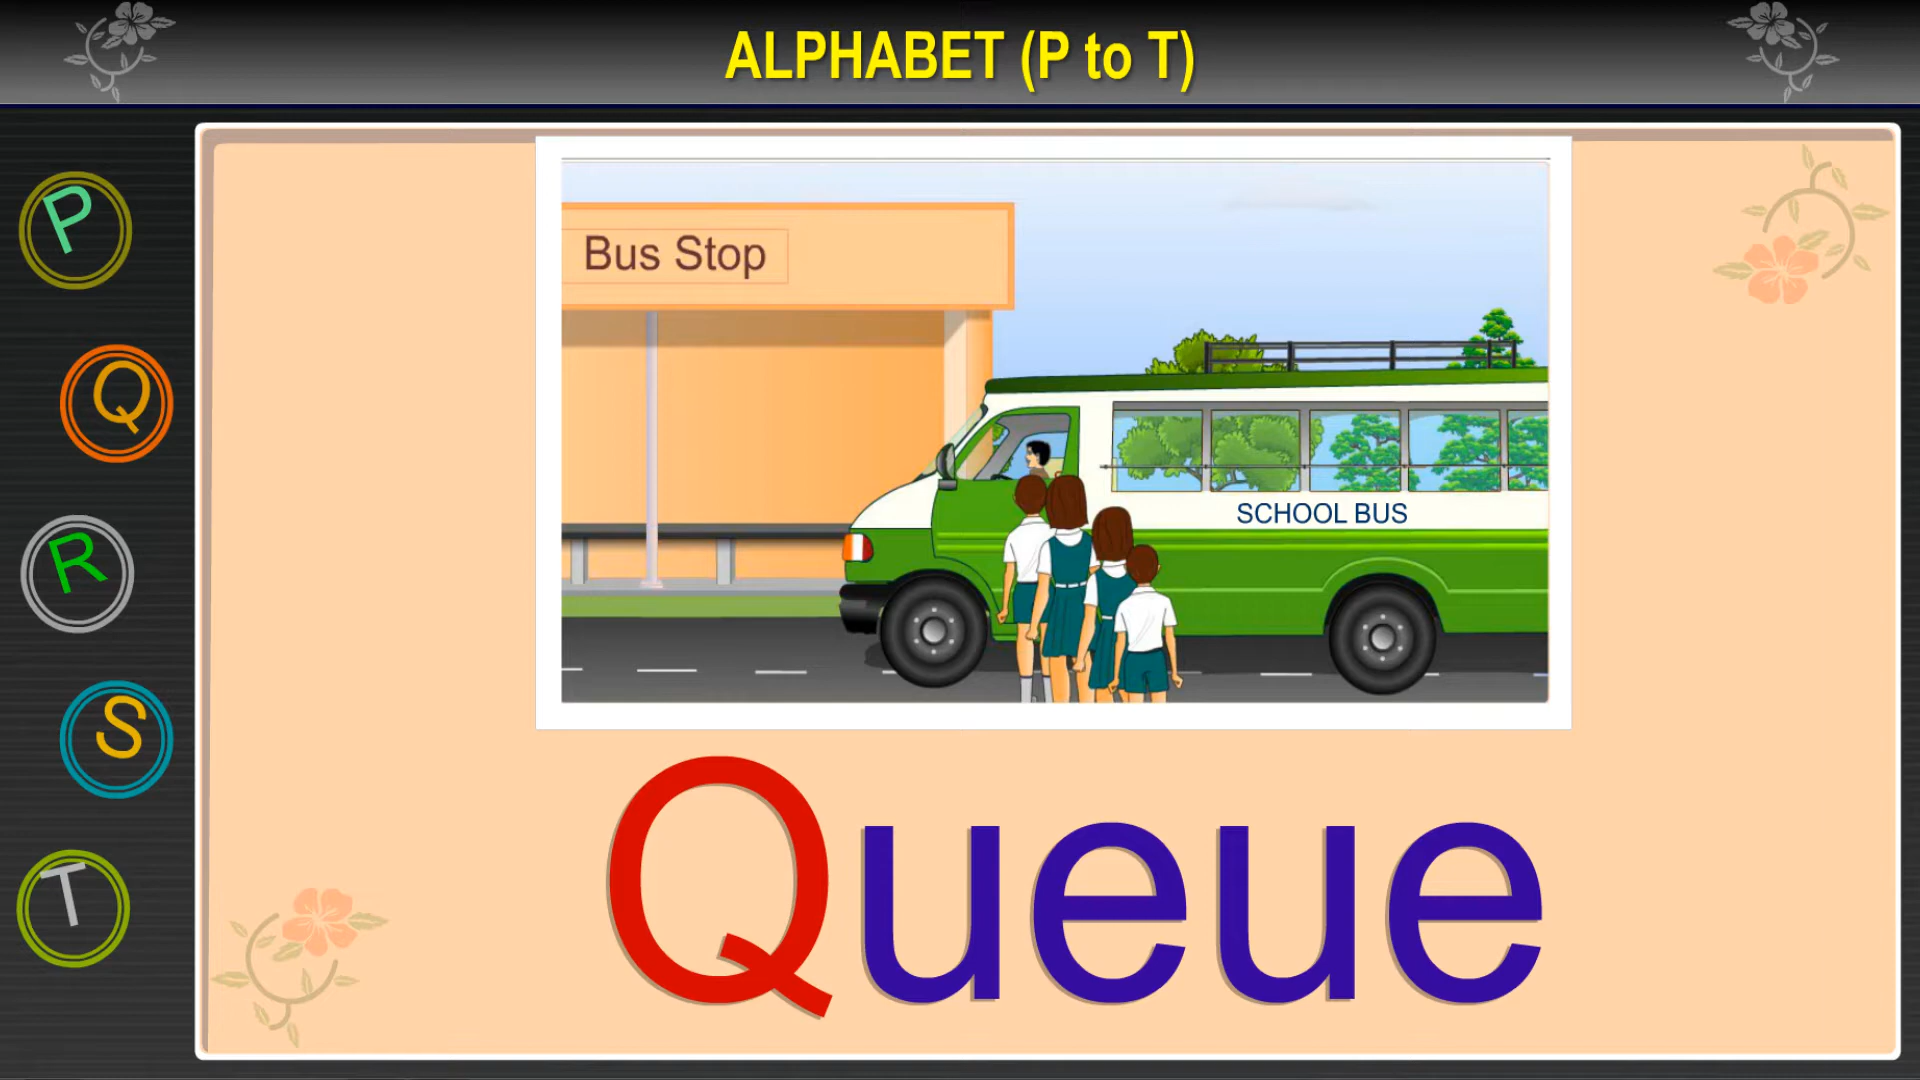 ALPHABET (P to T)
P
Q
R
S
T
Bus Stop
SCHOOL BUS
Queue